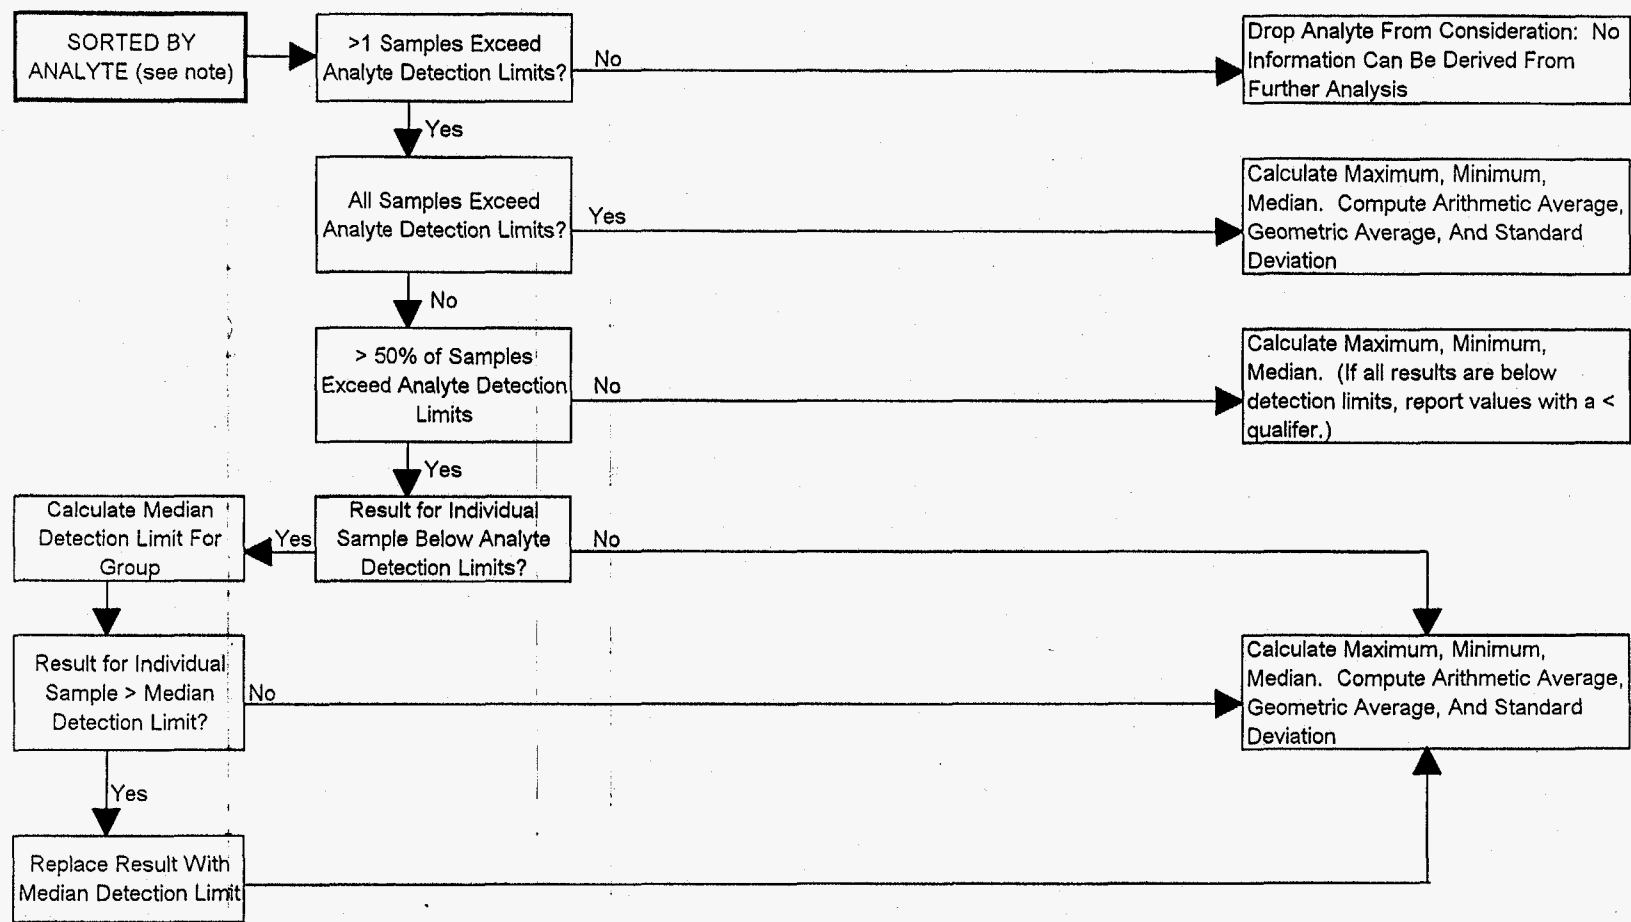 SORTED BY
ANALYTE (see note)
>1 Samples Exceed
Analyte Detection Limits?
No
Drop Analyte From Consideration: No
Information Can Be Derived From
Further Analysis
Yes
All Samples Exceed
Analyte Detection Limits?
Yes
Calculate Maximum, Minimum,
Median. Compute Arithmetic Average,
Geometric Average, And Standard
Deviation
No
> 50% of Samples
Exceed Analyte Detection
Limits
No
Calculate Maximum, Minimum,
Median. (If all results are below
detection limits, report values with a <
qualifer.)
Yes
Calculate Median
Detection Limit For
Group
Yes
Result for Individual
Sample Below Analyte
Detection Limits?
No
Result for Individual
Sample > Median
Detection Limit?
No
Calculate Maximum, Minimum,
Median. Compute Arithmetic Average,
Geometric Average, And Standard
Deviation
Yes
Replace Result With
Median Detection Limit